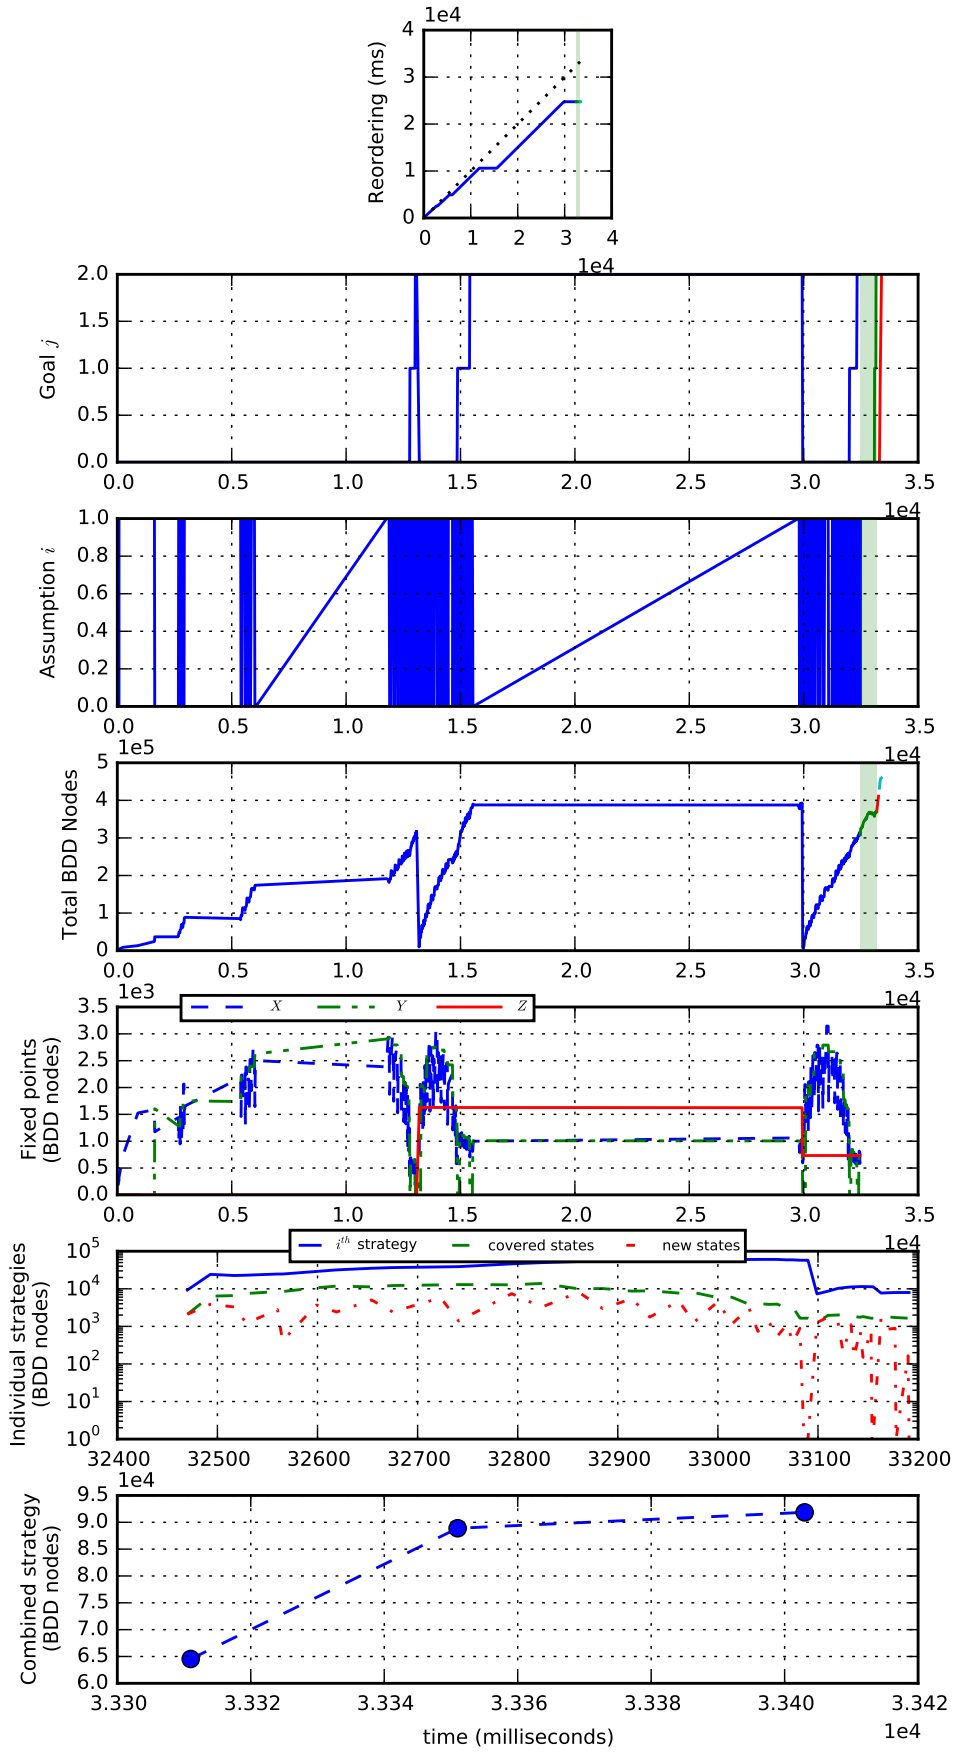 1e4
4
3
2
1
0
Reordering (ms)
0 1 2 3 4
1e4
2.0
1.5
1.0
0.5
0.0
Goal j
0.0 0.5 1.0 1.5 2.0 2.5 3.0 3.5
1e4
1.0
0.8
0.6
0.4
0.2
0.0
Assumption i
0.0 0.5 1.0 1.5 2.0 2.5 3.0 3.5
1e4
1e5
5
4
3
2
1
0
Total BDD Nodes
0.0 0.5 1.0 1.5 2.0 2.5 3.0 3.5
1e4
1e3
X Y Z
3.5
3.0
2.5
2.0
1.5
1.0
0.5
0.0
Fixed points
(BDD nodes)
0.0 0.5 1.0 1.5 2.0 2.5 3.0 3.5
1e4
i^th strategy covered states new states
10^5
10^4
10^3
10^2
10^1
10^0
Individual strategies
(BDD nodes)
32400 32500 32600 32700 32800 32900 33000 33100 33200
1e4
9.5
9.0
8.5
8.0
7.5
7.0
6.5
6.0
Combined strategy
(BDD nodes)
3.330 3.332 3.334 3.336 3.338 3.340 3.342
1e4
time (milliseconds)